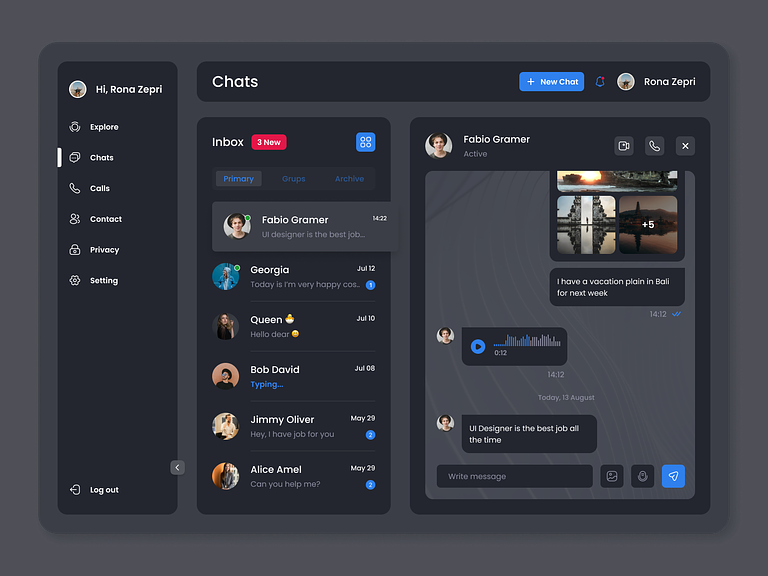 Hi, Rona Zepri
Explore
Chats
Calls
Contact
Privacy
Setting
Log out
Chats
+ New Chat
Rona Zepri
Inbox
3 New
Primary
Grups
Archive
Fabio Gramer
14:22
UI designer is the best job...
Georgia
Jul 12
Today is I'm very happy cos..
1
Queen 🐣
Jul 10
Hello dear 😀
Bob David
Jul 08
Typing...
Jimmy Oliver
May 29
Hey, I have job for you
2
Alice Amel
May 29
Can you help me?
2
Fabio Gramer
Active
+5
I have a vacation plain in Bali
for next week
14:12
0:12
14:12
Today, 13 August
UI Designer is the best job all
the time
Write message